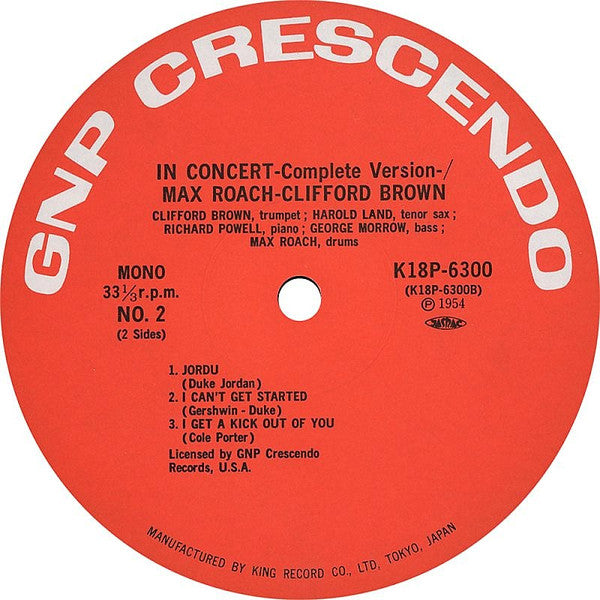 GNP CRESCENDO
IN CONCERT-Complete Version-/
MAX ROACH-CLIFFORD BROWN
CLIFFORD BROWN, trumpet ; HAROLD LAND, tenor sax ;
RICHARD POWELL, piano ; GEORGE MORROW, bass ;
MAX ROACH, drums
MONO
33⅓r.p.m.
NO. 2
(2 Sides)
K18P-6300
(K18P-6300B)
℗ 1954
JASRAC
1. JORDU
(Duke Jordan)
2. I CAN'T GET STARTED
(Gershwin - Duke)
3. I GET A KICK OUT OF YOU
(Cole Porter)
Licensed by GNP Crescendo
Records, U.S.A.
MANUFACTURED BY KING RECORD CO., LTD, TOKYO, JAPAN